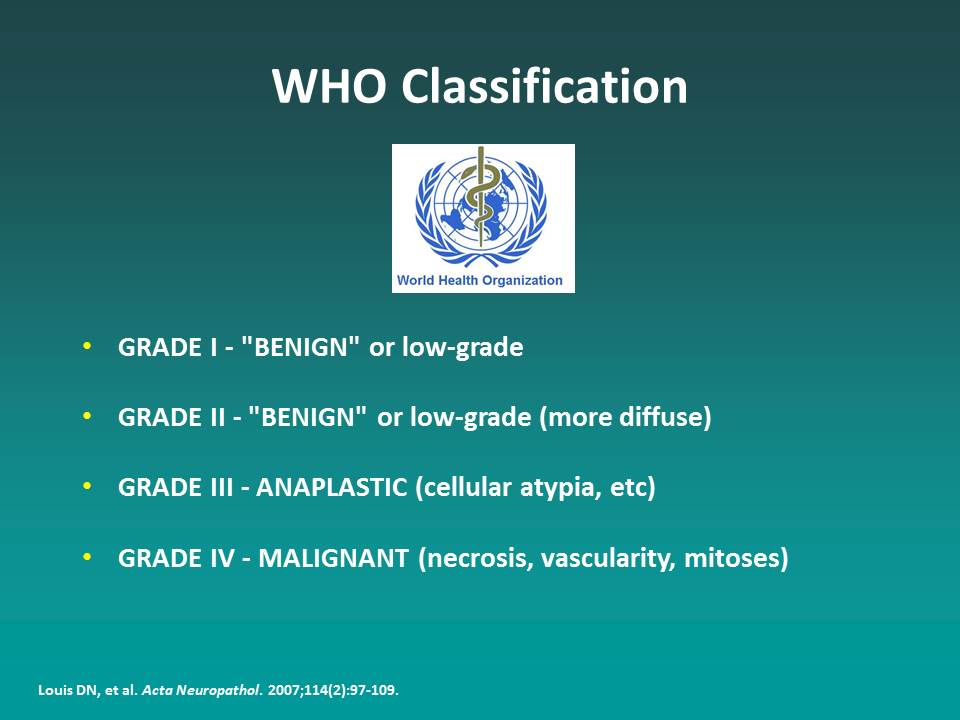 WHO Classification
World Health Organization
• GRADE I - "BENIGN" or low-grade
• GRADE II - "BENIGN" or low-grade (more diffuse)
• GRADE III - ANAPLASTIC (cellular atypia, etc)
• GRADE IV - MALIGNANT (necrosis, vascularity, mitoses)
Louis DN, et al. Acta Neuropathol. 2007;114(2):97-109.